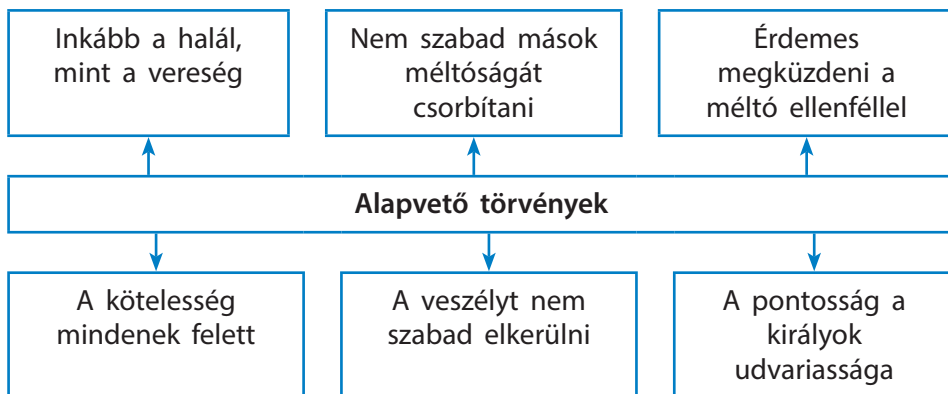 Inkább a halál,
mint a vereség
Nem szabad mások
méltóságát
csorbítani
Érdemes
megküzdeni a
méltó ellenféllel
Alapvető törvények
A kötelesség
mindenek felett
A veszélyt nem
szabad elkerülni
A pontosság a
királyok
udvariassága